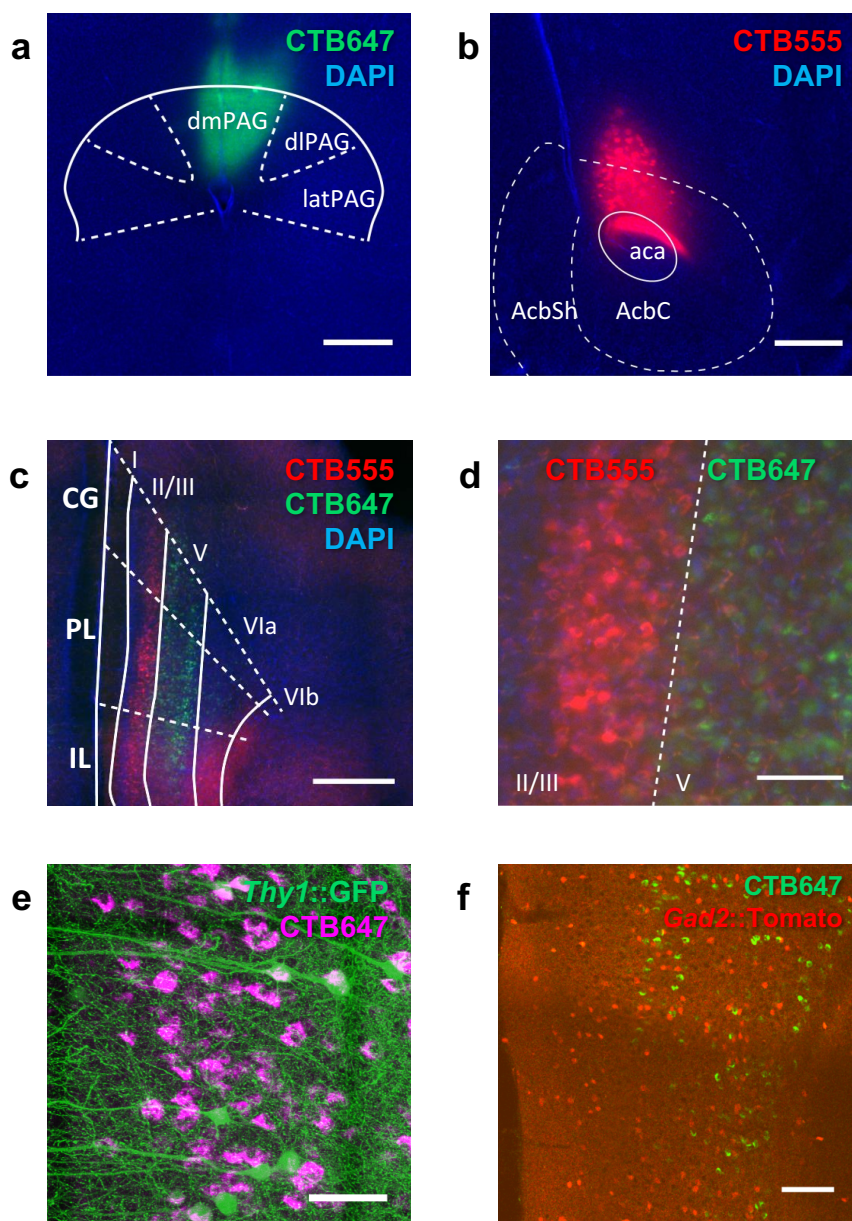 a
CTB647
DAPI
dmPAG
dlPAG
latPAG
b
CTB555
DAPI
aca
AcbSh
AcbC
c
CTB555
CTB647
DAPI
CG
PL
IL
I
II/III
V
VIa
VIb
d
CTB555
CTB647
II/III
V
e
Thy1::GFP
CTB647
f
CTB647
Gad2::Tomato